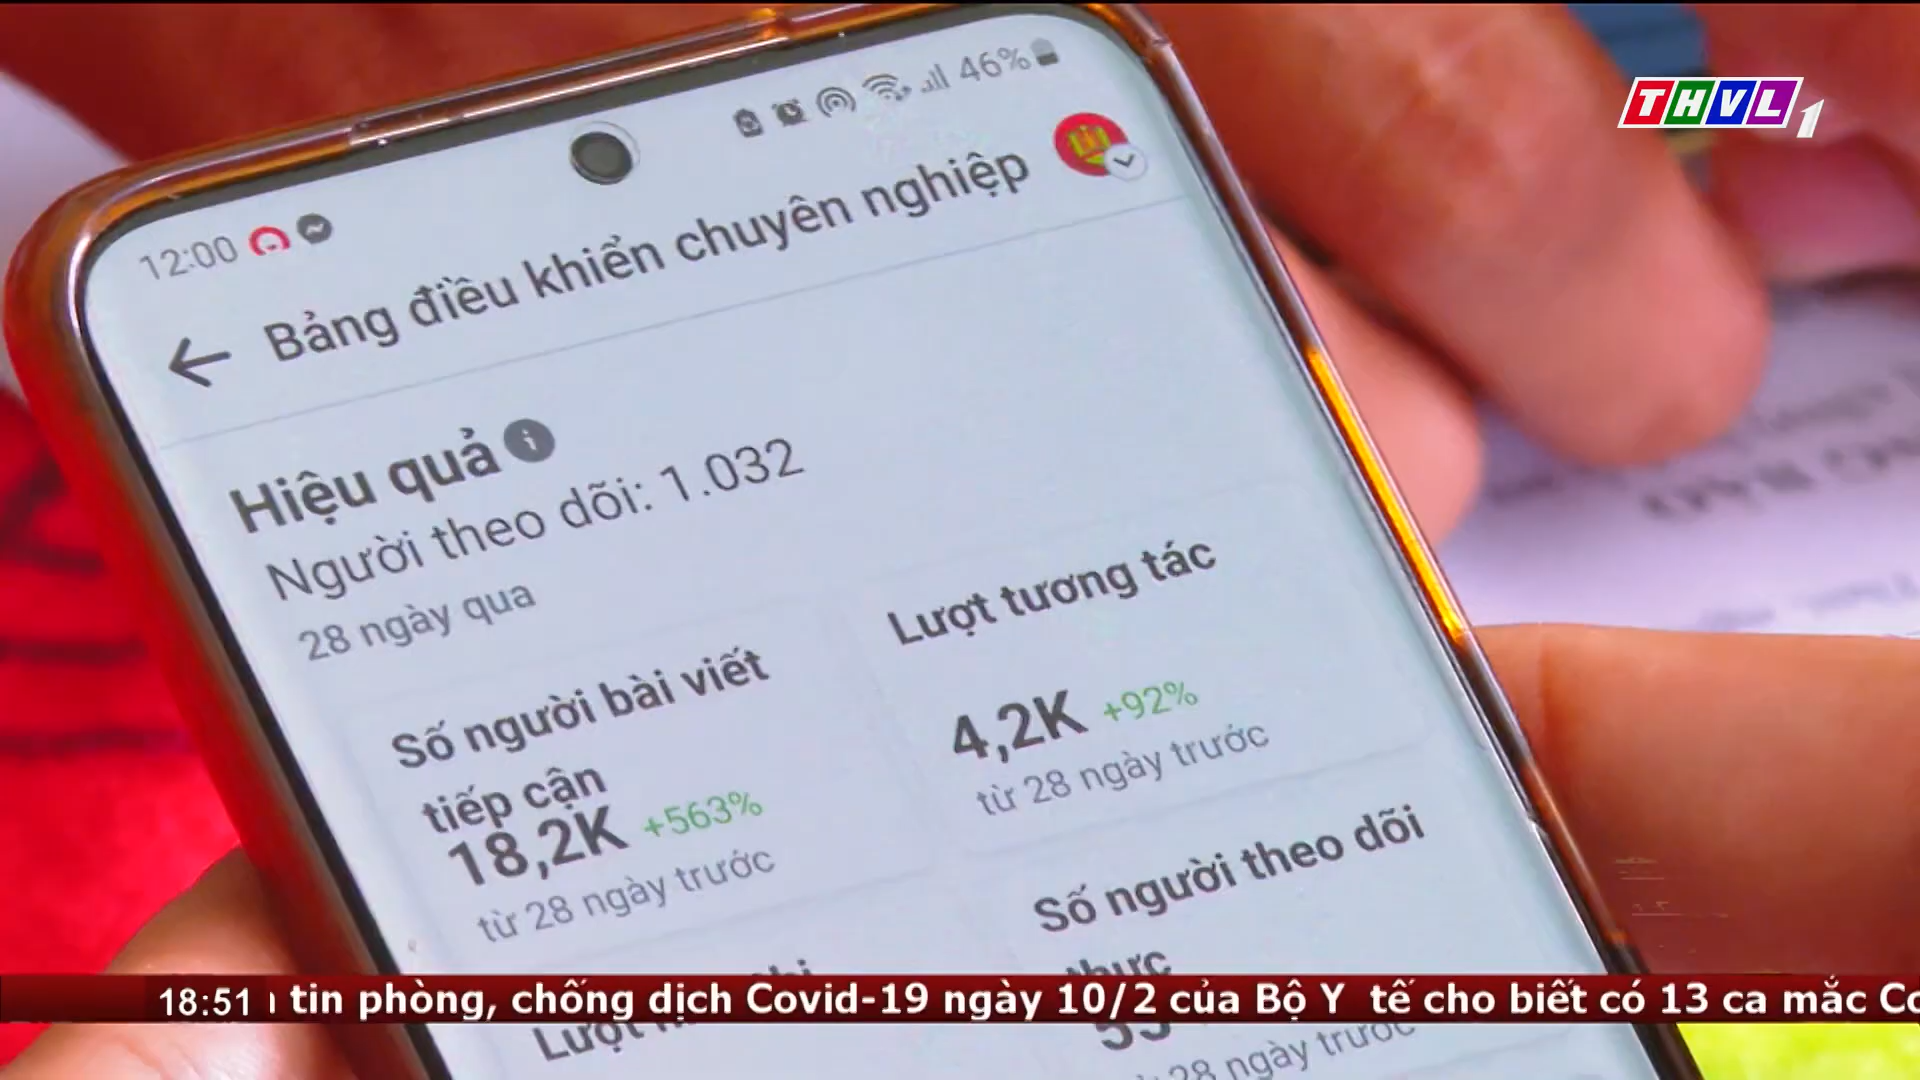 THVL1
46%
12:00
Bảng điều khiển chuyên nghiệp
Hiệu quả
Người theo dõi: 1.032
28 ngày qua
Số người bài viết
tiếp cận
18,2K +563%
từ 28 ngày trước
Lượt tương tác
4,2K +92%
từ 28 ngày trước
Số người theo dõi
thực
Lượt
28 ngày trước
18:51 tin phòng, chống dịch Covid-19 ngày 10/2 của Bộ Y tế cho biết có 13 ca mắc Co